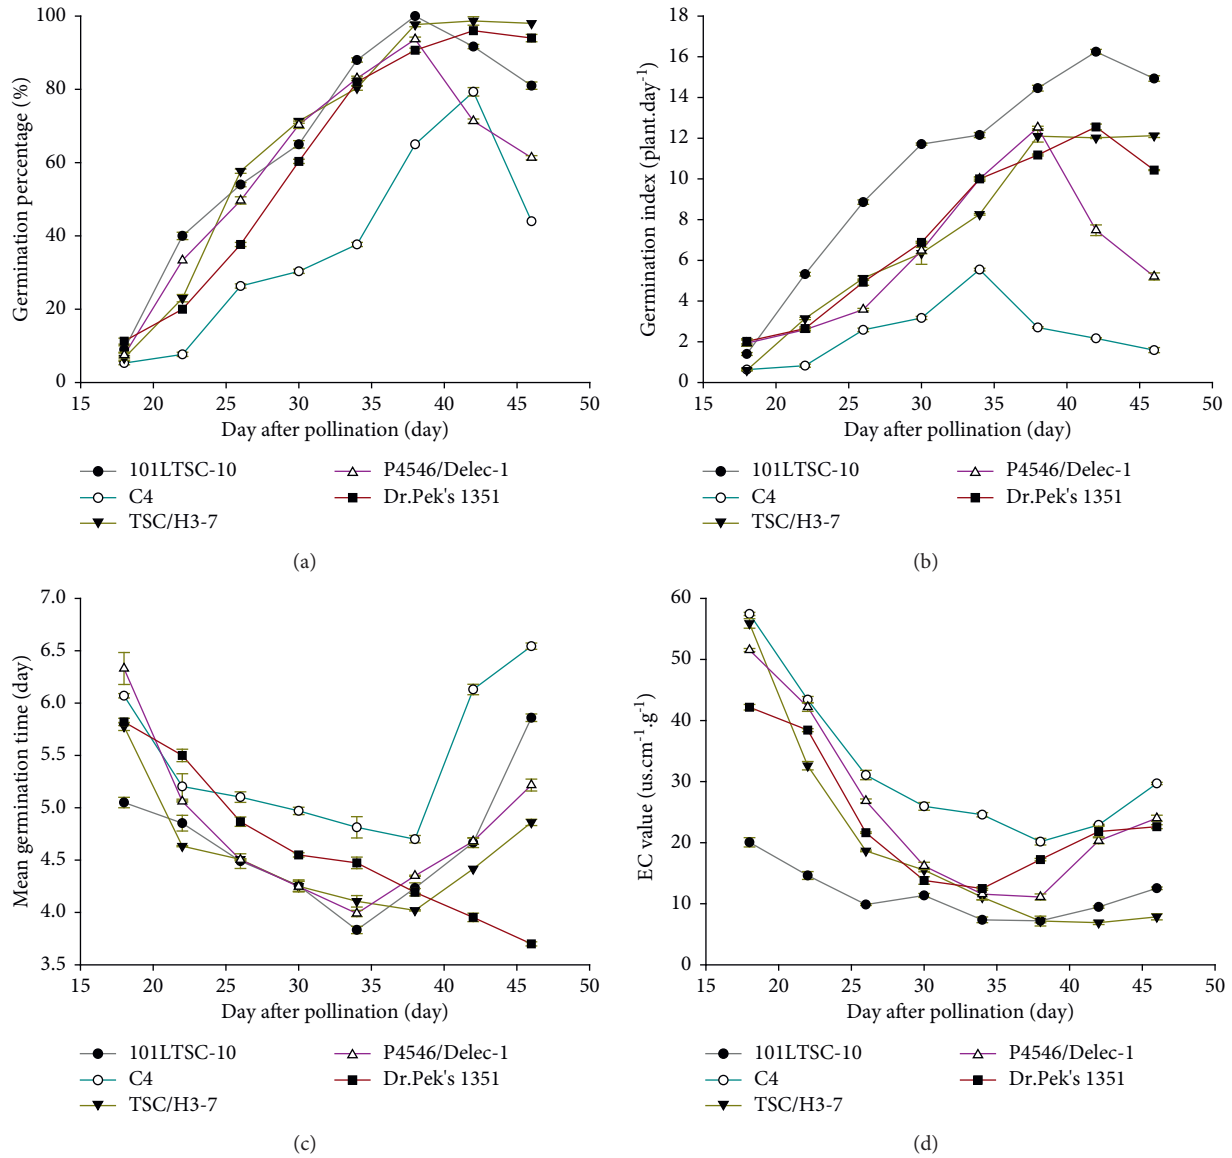 100
80
60
40
20
0
Germination percentage (%)
15 20 25 30 35 40 45 50
Day after pollination (day)
101LTSC-10
C4
TSC/H3-7
P4546/Delec-1
Dr.Pek's 1351
(a)
18
16
14
12
10
8
6
4
2
0
Germination index (plant.day-1)
15 20 25 30 35 40 45 50
Day after pollination (day)
101LTSC-10
C4
TSC/H3-7
P4546/Delec-1
Dr.Pek's 1351
(b)
7.0
6.5
6.0
5.5
5.0
4.5
4.0
3.5
Mean germination time (day)
15 20 25 30 35 40 45 50
Day after pollination (day)
101LTSC-10
C4
TSC/H3-7
P4546/Delec-1
Dr.Pek's 1351
(c)
60
50
40
30
20
10
0
EC value (us.cm-1.g-1)
15 20 25 30 35 40 45 50
Day after pollination (day)
101LTSC-10
C4
TSC/H3-7
P4546/Delec-1
Dr.Pek's 1351
(d)